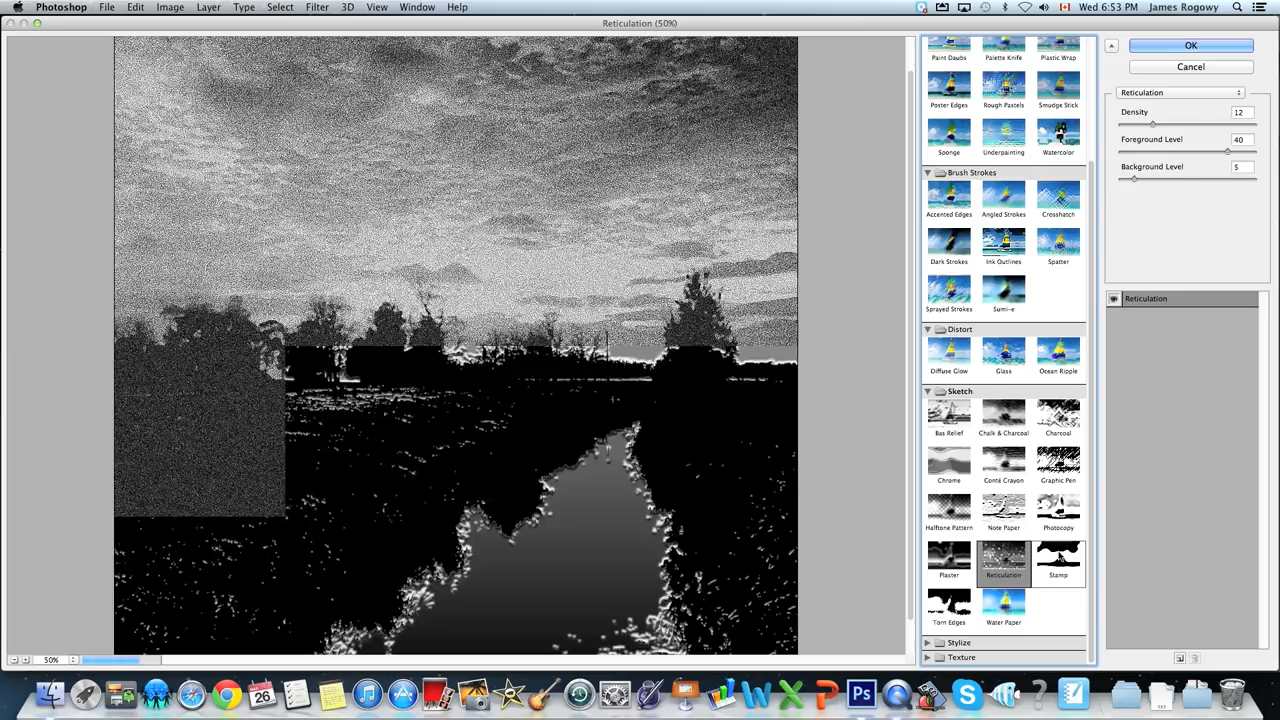 Photoshop File Edit Image Layer Type Select Filter 3D View Window Help Wed 6:53 PM James Rogowy
Reticulation (50%)
Paint Daubs Palette Knife Plastic Wrap
Poster Edges Rough Pastels Smudge Stick
Sponge Underpainting Watercolor
Brush Strokes
Accented Edges Angled Strokes Crosshatch
Dark Strokes Ink Outlines Spatter
Sprayed Strokes Sumi-e
Distort
Diffuse Glow Glass Ocean Ripple
Sketch
Bas Relief Chalk & Charcoal Charcoal
Chrome Conté Crayon Graphic Pen
Halftone Pattern Note Paper Photocopy
Plaster Reticulation Stamp
Torn Edges Water Paper
Stylize
Texture
OK
Cancel
Reticulation
Density 12
Foreground Level 40
Background Level 5
Reticulation
50%
26
W X P Ps S ?
TXT